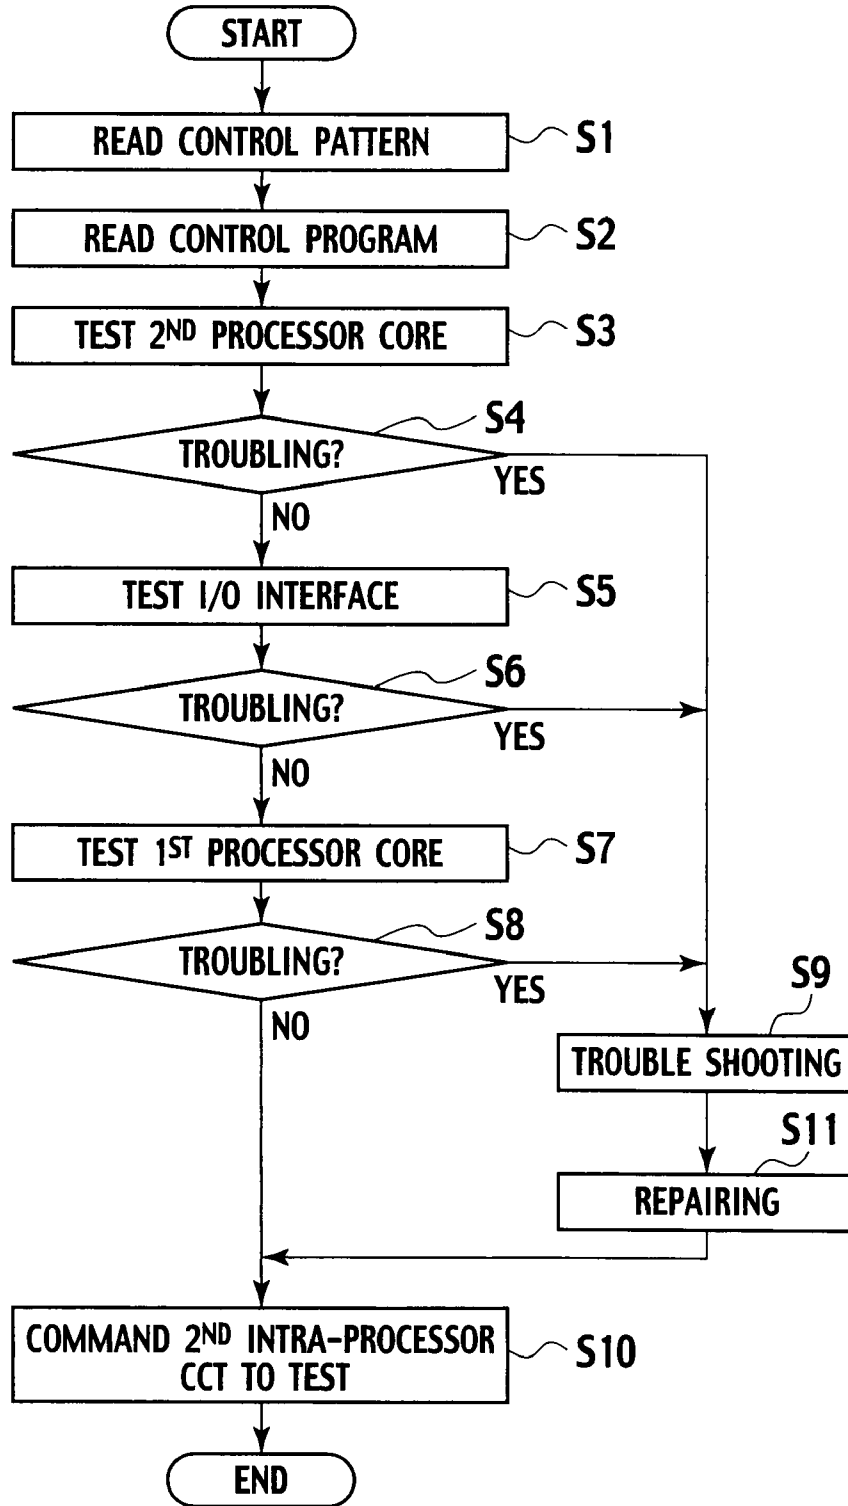 START
READ CONTROL PATTERN
S1
READ CONTROL PROGRAM
S2
TEST 2ND PROCESSOR CORE
S3
S4
TROUBLING?
YES
NO
TEST I/O INTERFACE
S5
S6
TROUBLING?
YES
NO
TEST 1ST PROCESSOR CORE
S7
S8
TROUBLING?
YES
NO
S9
TROUBLE SHOOTING
S11
REPAIRING
COMMAND 2ND INTRA-PROCESSOR
CCT TO TEST
S10
END